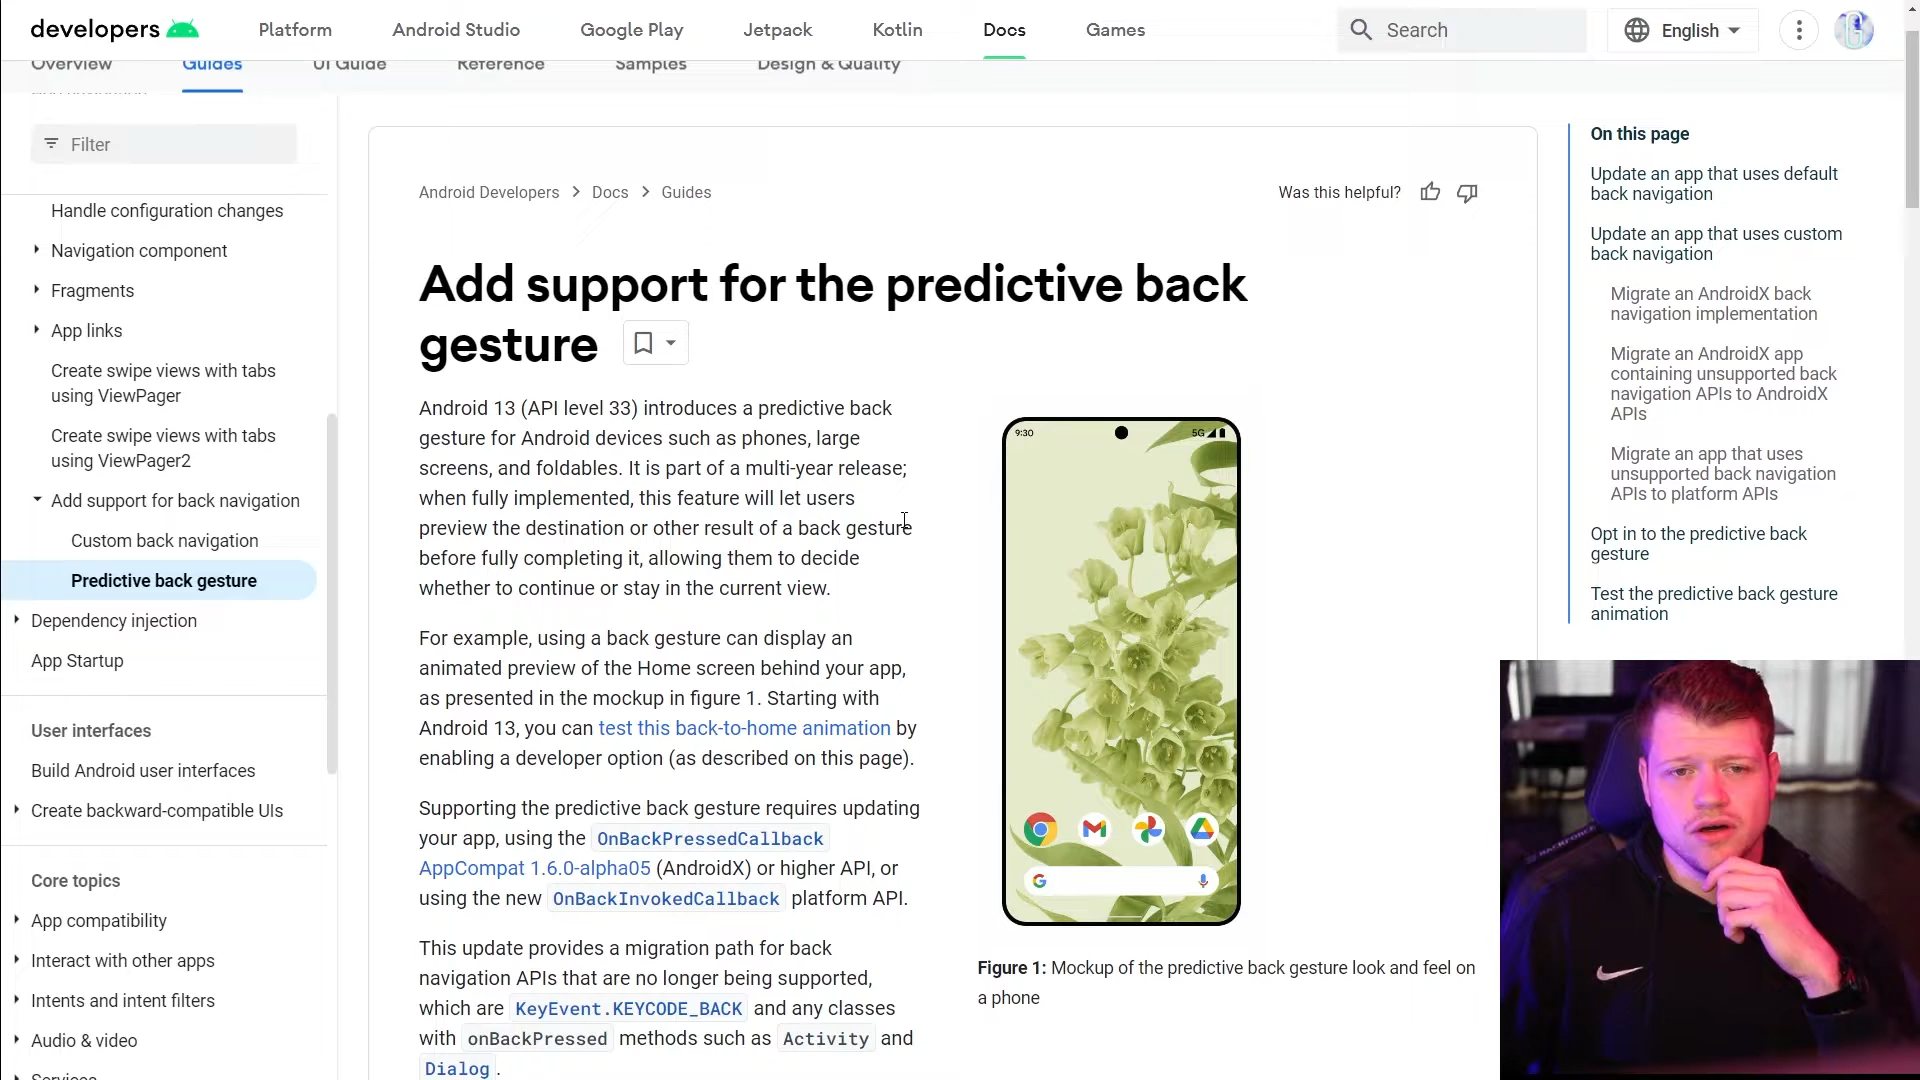 developers
Platform
Android Studio
Google Play
Jetpack
Kotlin
Docs
Games
Search
English
Overview
Guides
UI Guide
Reference
Samples
Design & Quality
Filter
Handle configuration changes
Navigation component
Fragments
App links
Create swipe views with tabs
using ViewPager
Create swipe views with tabs
using ViewPager2
Add support for back navigation
Custom back navigation
Predictive back gesture
Dependency injection
App Startup
User interfaces
Build Android user interfaces
Create backward-compatible UIs
Core topics
App compatibility
Interact with other apps
Intents and intent filters
Audio & video
Services
Android Developers > Docs > Guides
Was this helpful?
Add support for the predictive back
gesture
Android 13 (API level 33) introduces a predictive back
gesture for Android devices such as phones, large
screens, and foldables. It is part of a multi-year release;
when fully implemented, this feature will let users
preview the destination or other result of a back gesture
before fully completing it, allowing them to decide
whether to continue or stay in the current view.
For example, using a back gesture can display an
animated preview of the Home screen behind your app,
as presented in the mockup in figure 1. Starting with
Android 13, you can test this back-to-home animation by
enabling a developer option (as described on this page).
Supporting the predictive back gesture requires updating
your app, using the OnBackPressedCallback
AppCompat 1.6.0-alpha05 (AndroidX) or higher API, or
using the new OnBackInvokedCallback platform API.
This update provides a migration path for back
navigation APIs that are no longer being supported,
which are KeyEvent.KEYCODE_BACK and any classes
with onBackPressed methods such as Activity and
Dialog.
9:30
5G
G
Figure 1: Mockup of the predictive back gesture look and feel on
a phone
On this page
Update an app that uses default
back navigation
Update an app that uses custom
back navigation
Migrate an AndroidX back
navigation implementation
Migrate an AndroidX app
containing unsupported back
navigation APIs to AndroidX
APIs
Migrate an app that uses
unsupported back navigation
APIs to platform APIs
Opt in to the predictive back
gesture
Test the predictive back gesture
animation
BACKFORCE